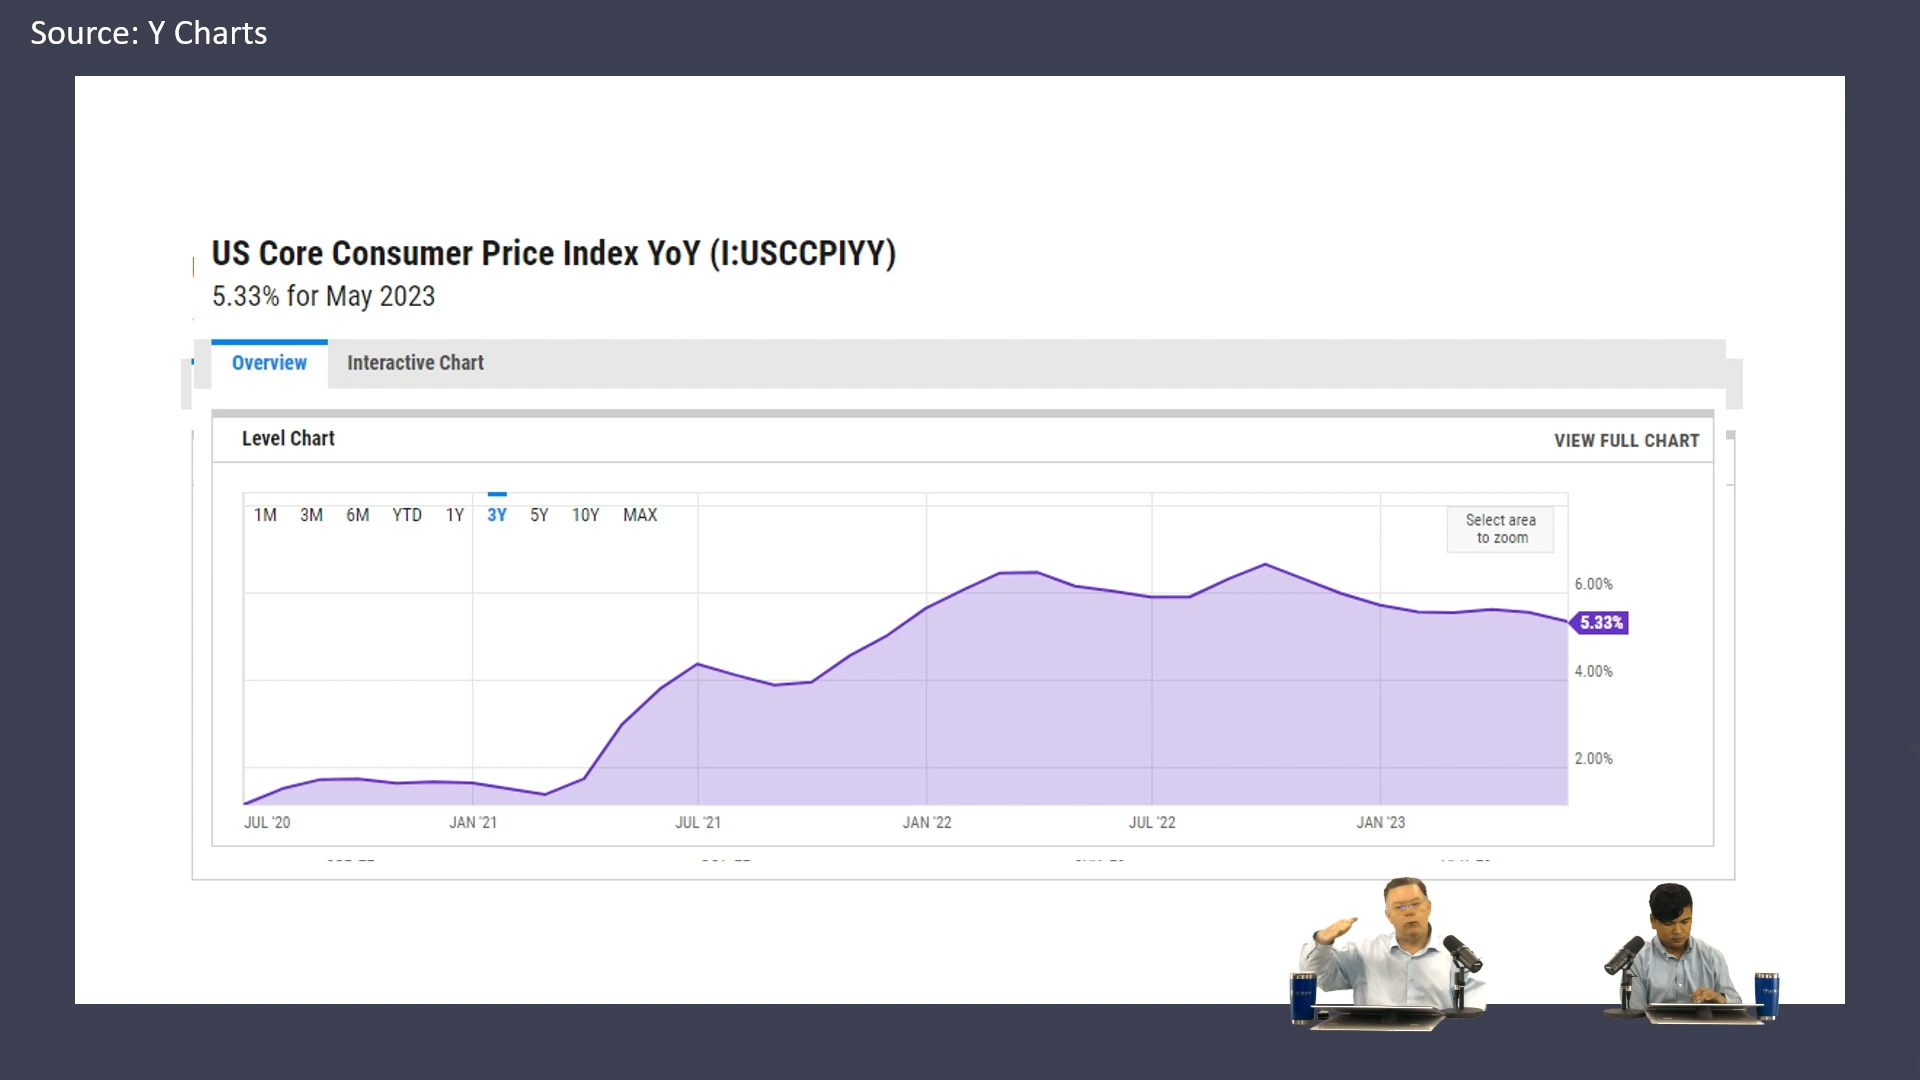 Source: Y Charts
US Core Consumer Price Index YoY (I:USCCPIYY)
5.33% for May 2023
Overview Interactive Chart
Level Chart VIEW FULL CHART
1M 3M 6M YTD 1Y 3Y 5Y 10Y MAX
Select area
to zoom
6.00%
5.33%
4.00%
2.00%
JUL '20 JAN '21 JUL '21 JAN '22 JUL '22 JAN '23